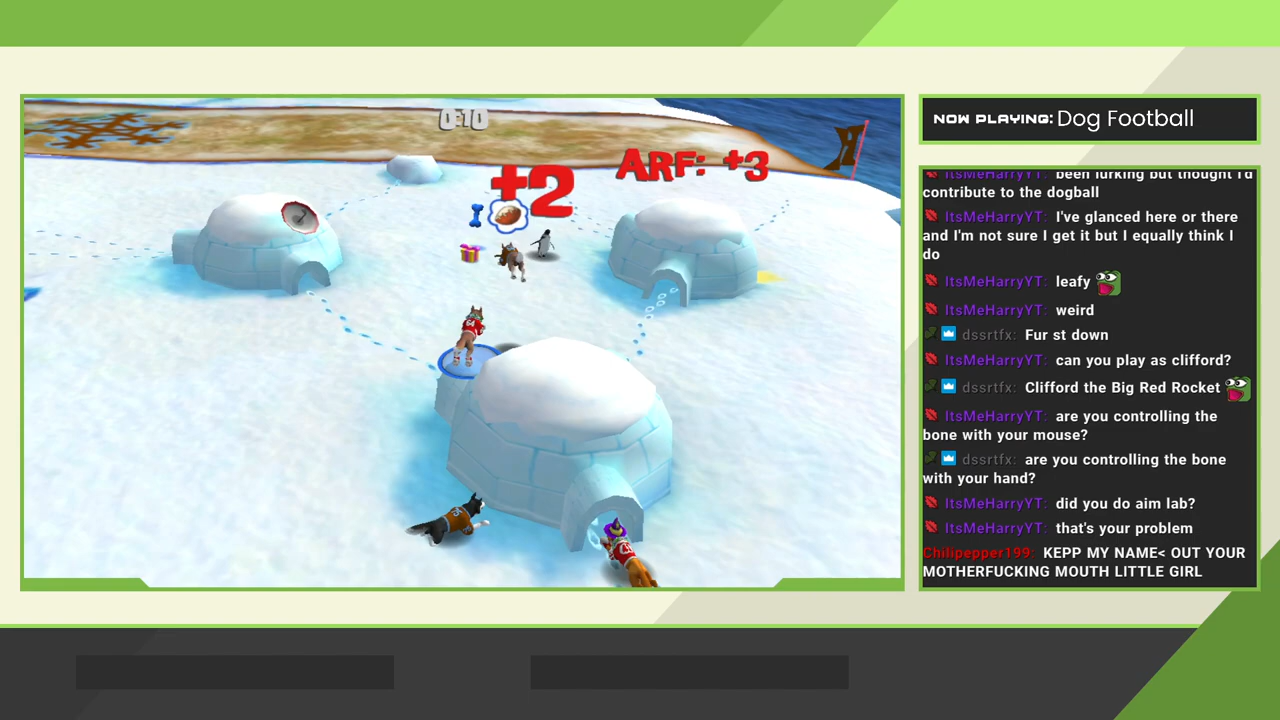 0:10
ARF: +3
+2
64
NOW PLAYING: Dog Football
ItsMeHarryYT: been lurking but thought I'd
contribute to the dogball
ItsMeHarryYT: I've glanced here or there
and I'm not sure I get it but I equally think I
do
ItsMeHarryYT: leafy
ItsMeHarryYT: weird
dssrtfx: Fur st down
ItsMeHarryYT: can you play as clifford?
dssrtfx: Clifford the Big Red Rocket
ItsMeHarryYT: are you controlling the
bone with your mouse?
dssrtfx: are you controlling the bone
with your hand?
ItsMeHarryYT: did you do aim lab?
ItsMeHarryYT: that's your problem
Chilipepper199: KEPP MY NAME< OUT YOUR
MOTHERFUCKING MOUTH LITTLE GIRL